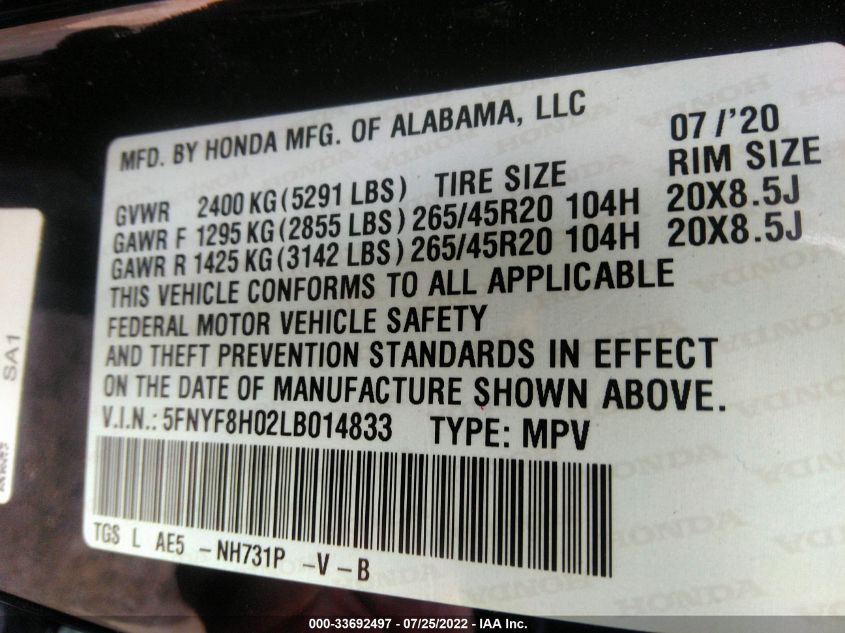 MFD. BY HONDA MFG. OF ALABAMA, LLC 07/'20
GVWR 2400 KG (5291 LBS) TIRE SIZE RIM SIZE
GAWR F 1295 KG (2855 LBS) 265/45R20 104H 20X8.5J
GAWR R 1425 KG (3142 LBS) 265/45R20 104H 20X8.5J
THIS VEHICLE CONFORMS TO ALL APPLICABLE
FEDERAL MOTOR VEHICLE SAFETY
AND THEFT PREVENTION STANDARDS IN EFFECT
ON THE DATE OF MANUFACTURE SHOWN ABOVE.
V.I.N.: 5FNYF8H02LB014833 TYPE: MPV
TGS L AE5 -NH731P -V -B
SA1
HONDA
000-33692497 - 07/25/2022 - IAA Inc.